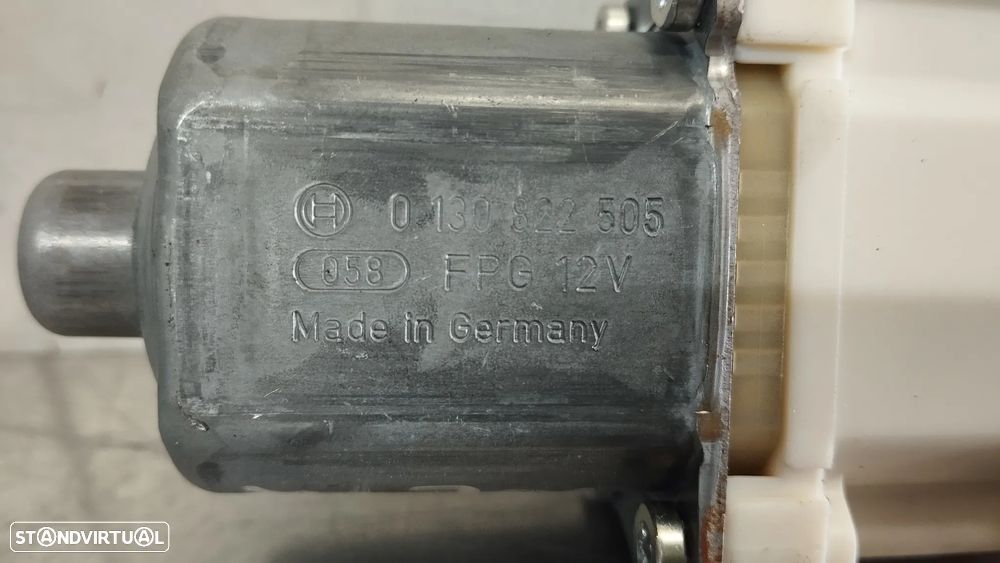 0 130 822 505
058 FPG 12V
Made in Germany
STANDVIRTUAL